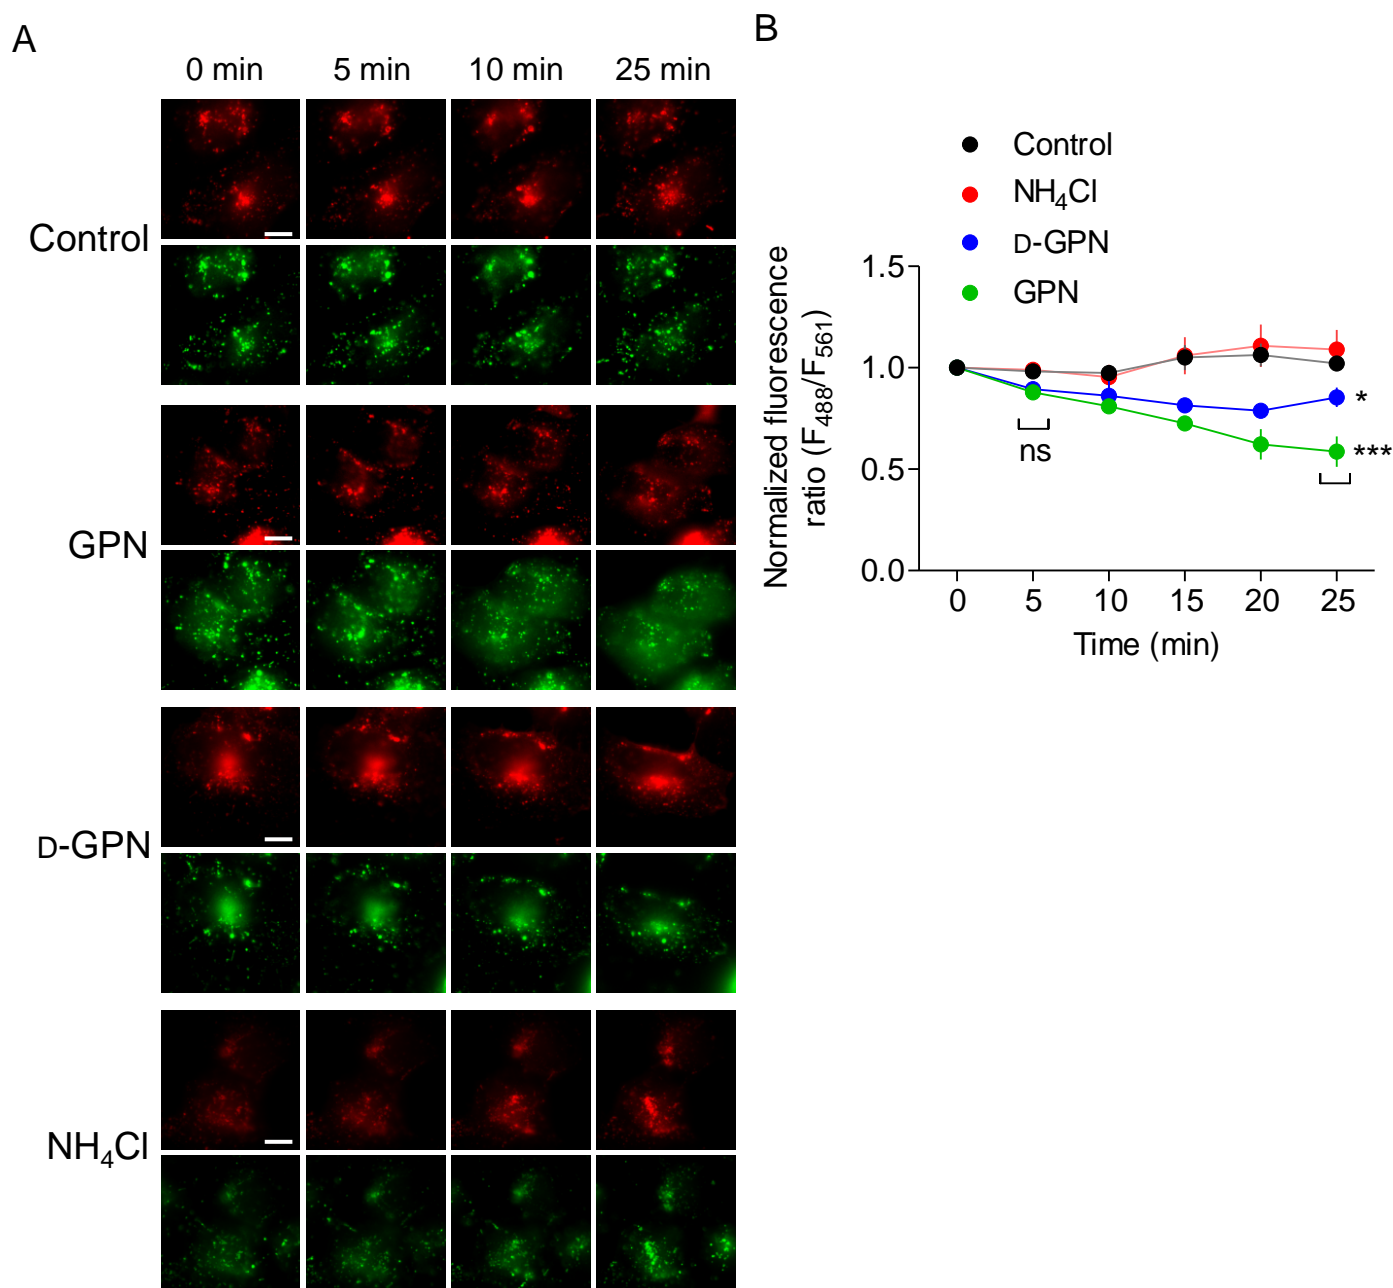 A
0 min 5 min 10 min 25 min
Control
GPN
D-GPN
NH₄Cl
B
Control
NH₄Cl
D-GPN
GPN
Normalized fluorescence
ratio (F₄₈₈/F₅₆₁)
1.5
1.0
0.5
0.0
ns
*
***
0 5 10 15 20 25
Time (min)